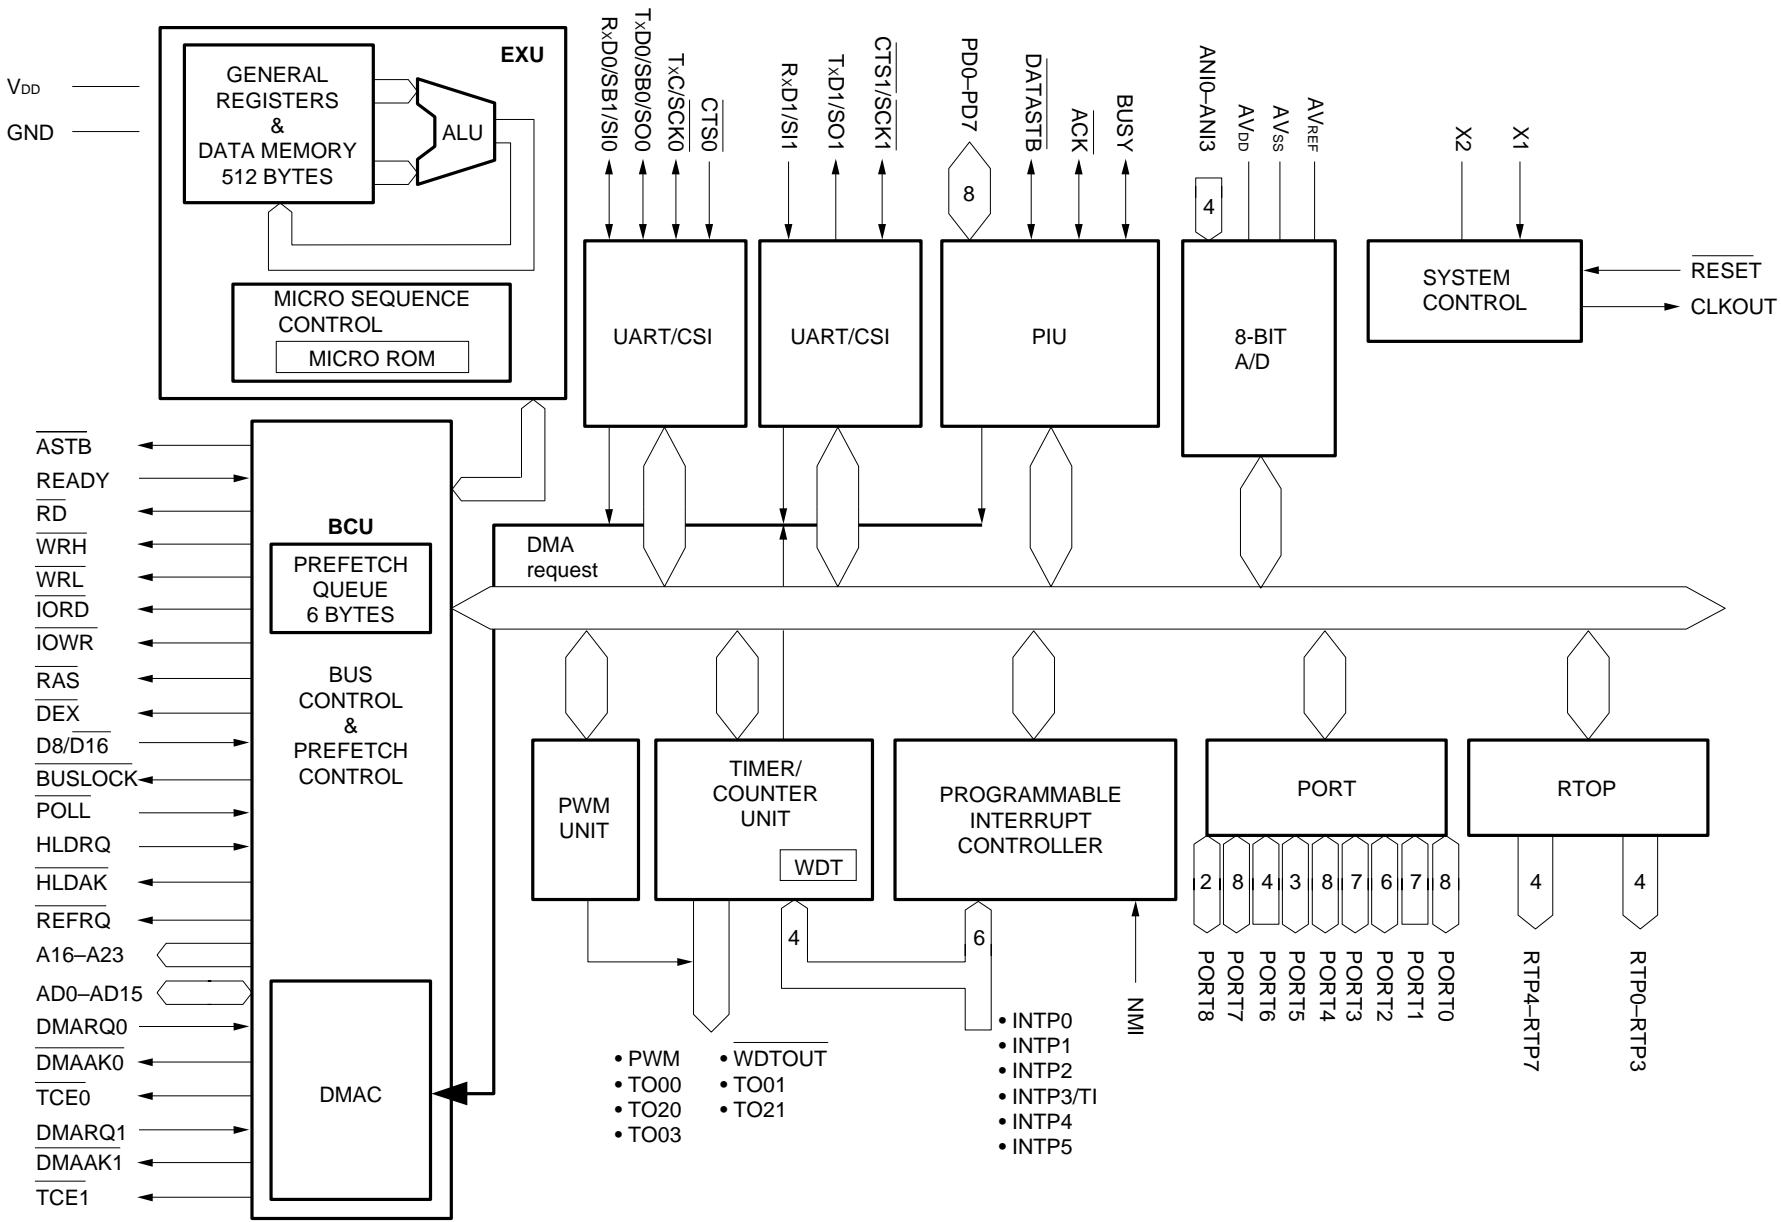 VDD
GND
EXU
GENERAL
REGISTERS
&
DATA MEMORY
512 BYTES
ALU
MICRO SEQUENCE
CONTROL
MICRO ROM
RxD0/SB1/SI0
TxD0/SB0/SO0
TxC/SCK0
CTS0
UART/CSI
RxD1/SI1
TxD1/SO1
CTS1/SCK1
UART/CSI
PD0–PD7
8
DATASTB
ACK
BUSY
PIU
ANI0–ANI3
4
AVDD
AVSS
AVREF
8-BIT
A/D
X2
X1
SYSTEM
CONTROL
RESET
CLKOUT
ASTB
READY
RD
WRH
WRL
IORD
IOWR
RAS
DEX
D8/D16
BUSLOCK
POLL
HLDRQ
HLDAK
REFRQ
A16–A23
AD0–AD15
DMARQ0
DMAAK0
TCE0
DMARQ1
DMAAK1
TCE1
BCU
PREFETCH
QUEUE
6 BYTES
BUS
CONTROL
&
PREFETCH
CONTROL
DMAC
DMA
request
PWM
UNIT
TIMER/
COUNTER
UNIT
WDT
PROGRAMMABLE
INTERRUPT
CONTROLLER
PORT
RTOP
4
6
2
8
4
3
8
7
6
7
8
4
4
NMI
PORT8
PORT7
PORT6
PORT5
PORT4
PORT3
PORT2
PORT1
PORT0
RTP4–RTP7
RTP0–RTP3
• PWM
• TO00
• TO20
• TO03
• WDTOUT
• TO01
• TO21
• INTP0
• INTP1
• INTP2
• INTP3/TI
• INTP4
• INTP5